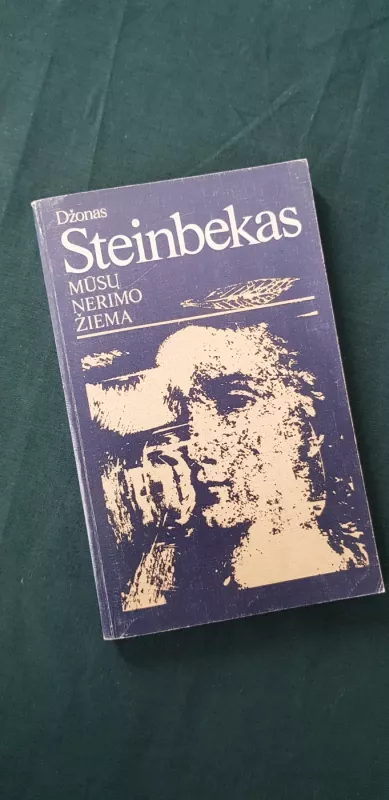 Džonas
Steinbekas
MŪSŲ
NERIMO
ŽIEMA